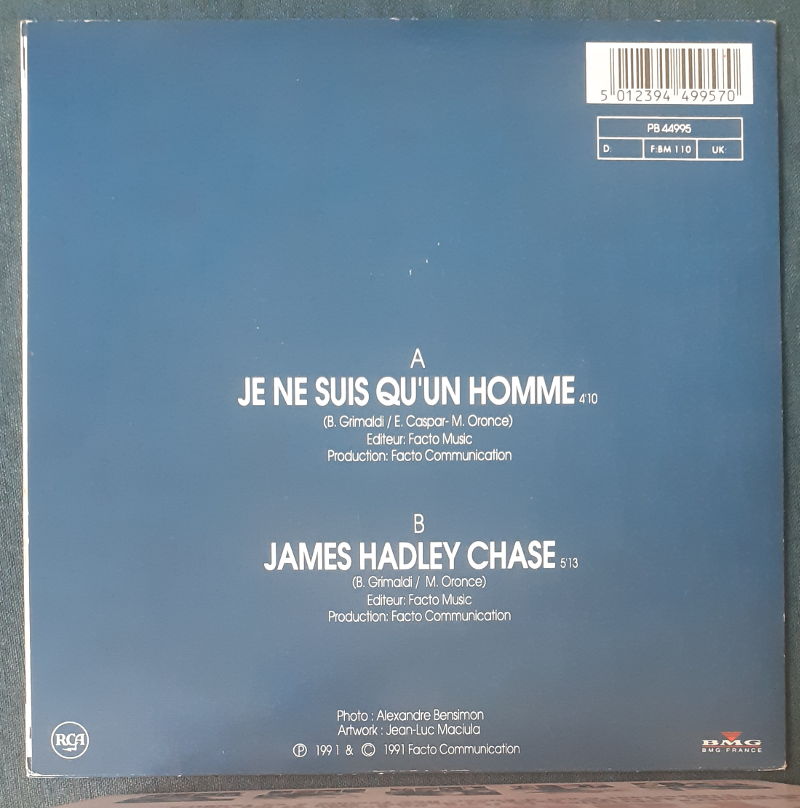 5 012394 499570
PB 44995
D: F:BM 110 UK:
A
JE NE SUIS QU'UN HOMME 4'10
(B. Grimaldi / E. Caspar- M. Oronce)
Editeur: Facto Music
Production: Facto Communication
B
JAMES HADLEY CHASE 5'13
(B. Grimaldi / M. Oronce)
Editeur: Facto Music
Production: Facto Communication
Photo : Alexandre Bensimon
Artwork : Jean-Luc Maciula
℗ 1991 & © 1991 Facto Communication
RCA
BMG
BMG FRANCE